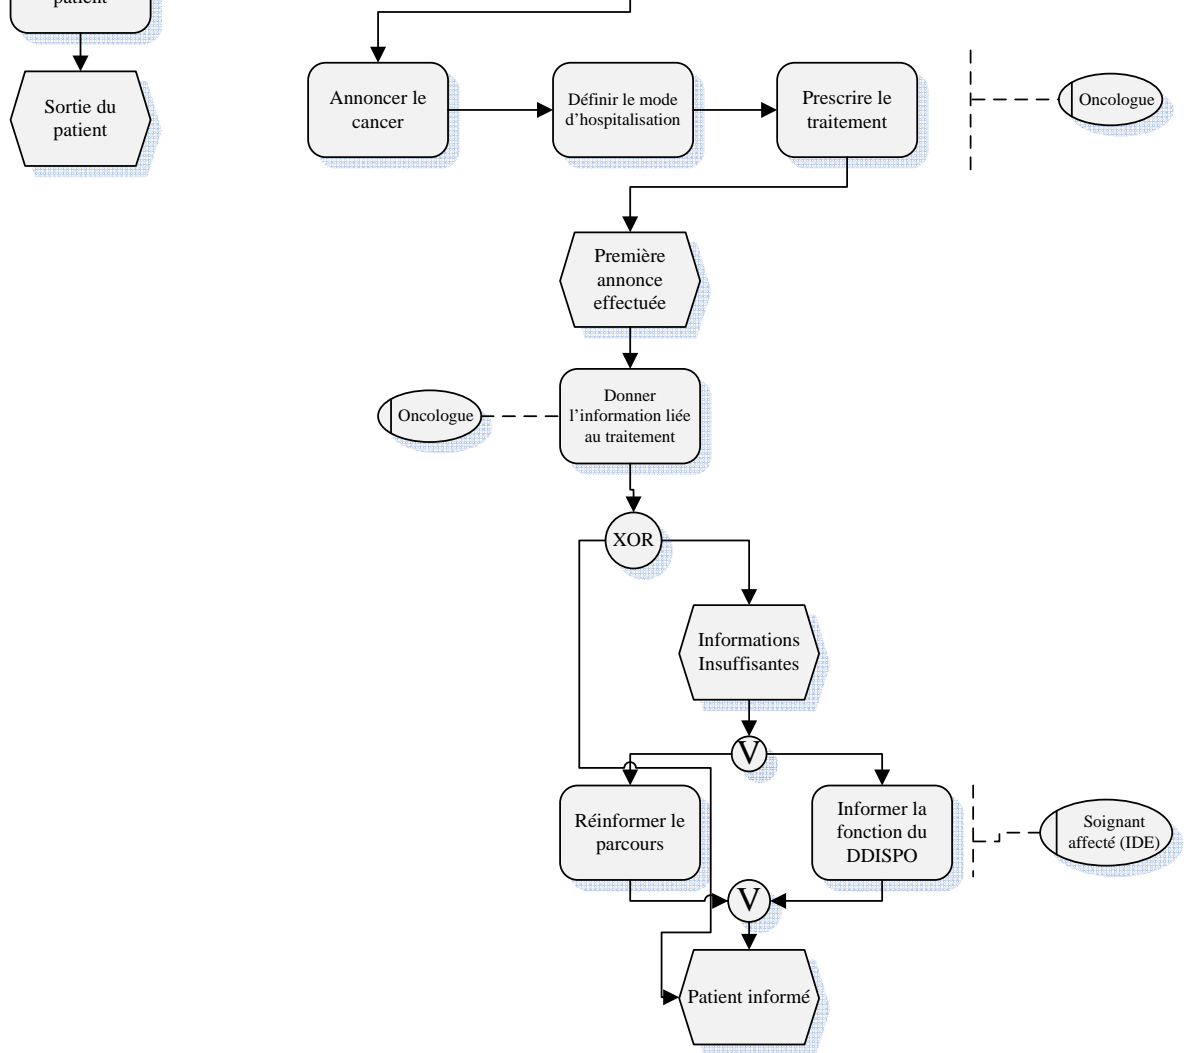 patient
Sortie du
patient
Annoncer le
cancer
Définir le mode
d’hospitalisation
Prescrire le
traitement
Oncologue
Première
annonce
effectuée
Oncologue
Donner
l’information liée
au traitement
XOR
Informations
Insuffisantes
V
Réinformer le
parcours
Informer la
fonction du
DDISPO
Soignant
affecté (IDE)
V
Patient informé